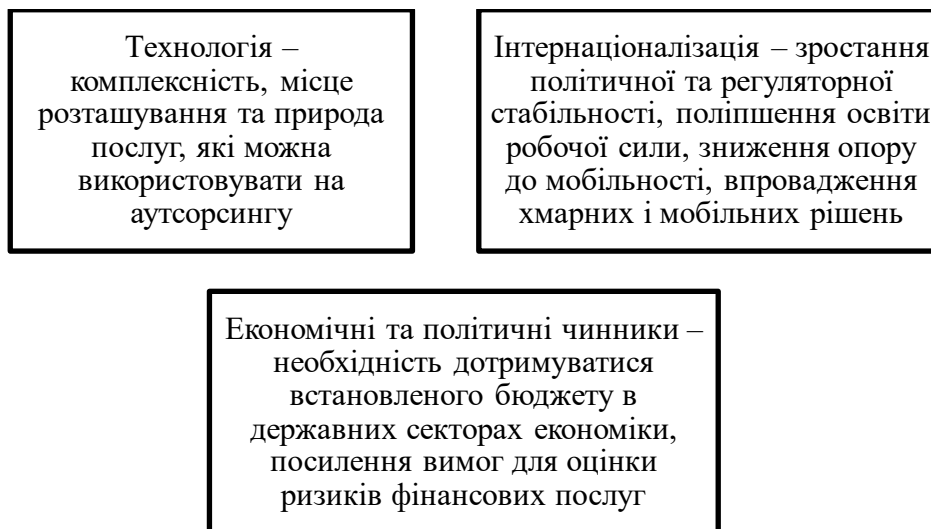 Технологія –
комплексність, місце
розташування та природа
послуг, які можна
використовувати на
аутсорсингу
Інтернаціоналізація – зростання
політичної та регуляторної
стабільності, поліпшення освіти
робочої сили, зниження опору
до мобільності, впровадження
хмарних і мобільних рішень
Економічні та політичні чинники –
необхідність дотримуватися
встановленого бюджету в
державних секторах економіки,
посилення вимог для оцінки
ризиків фінансових послуг